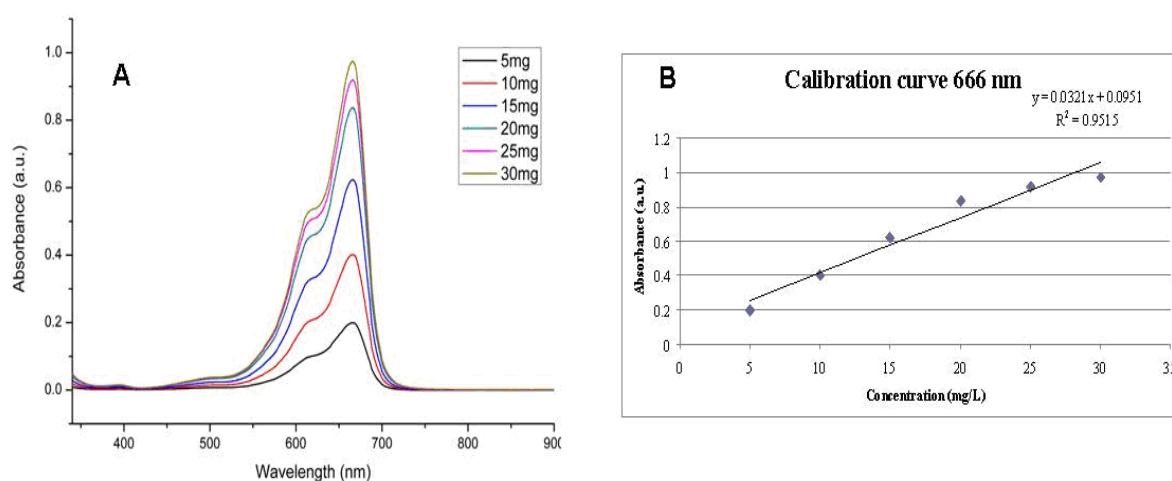 A
1.0
0.8
0.6
0.4
0.2
0.0
Absorbance (a.u.)
400 500 600 700 800 900
Wavelength (nm)
5mg
10mg
15mg
20mg
25mg
30mg
B
Calibration curve 666 nm
y = 0.0321x + 0.0951
R² = 0.9515
1.2
1
0.8
0.6
0.4
0.2
0
Absorbance (a.u.)
0 5 10 15 20 25 30 35
Concentration (mg/L)